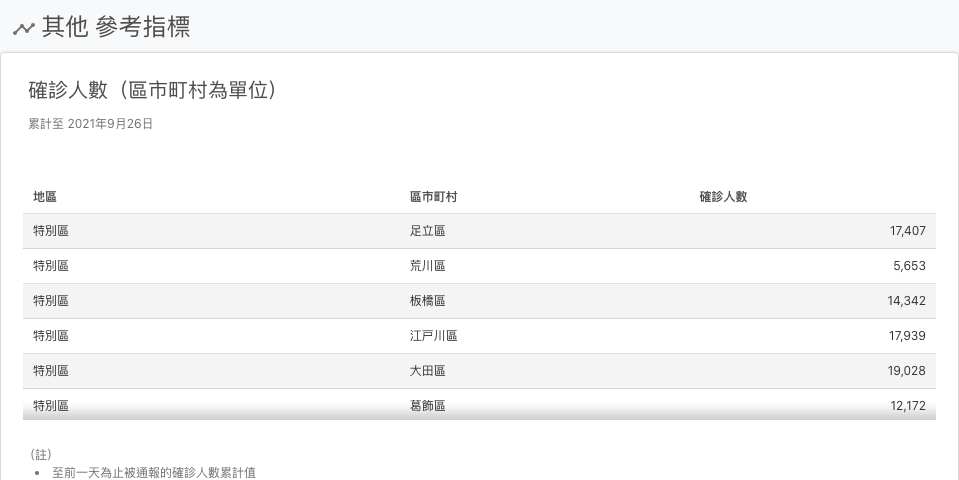 其他 參考指標
確診人數（區市町村為單位）
累計至 2021年9月26日
地區 區市町村 確診人數
特別區 足立區 17,407
特別區 荒川區 5,653
特別區 板橋區 14,342
特別區 江戸川區 17,939
特別區 大田區 19,028
特別區 葛飾區 12,172
（註）
• 至前一天為止被通報的確診人數累計值